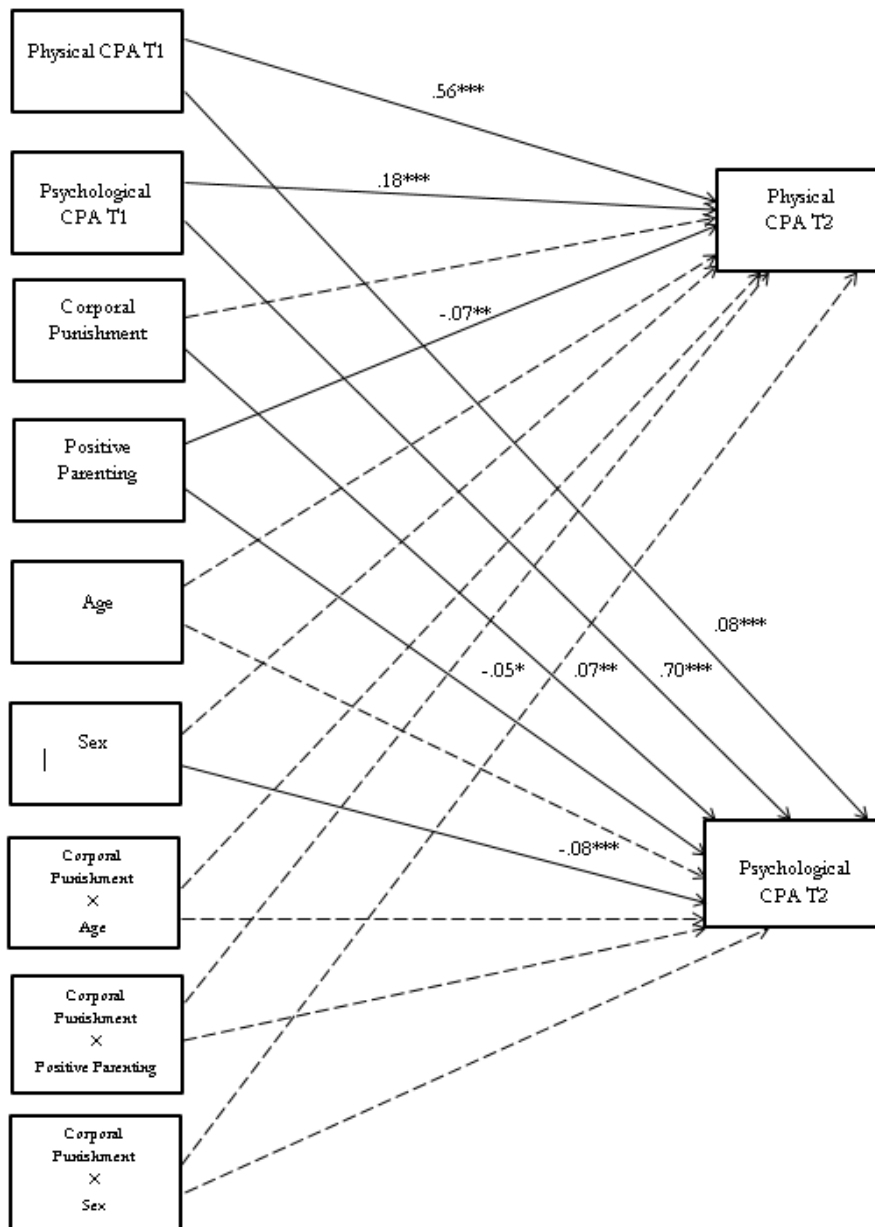 Physical CPA T1
.56***
Psychological
CPA T1
.18***
Physical
CPA T2
Corporal
Punishment
-.07**
Positive
Parenting
Age
.08***
-.05*
.07**
.70***
Sex
-.08***
Corporal
Punishment
×
Age
Psychological
CPA T2
Corporal
Punishment
×
Positive Parenting
Corporal
Punishment
×
Sex